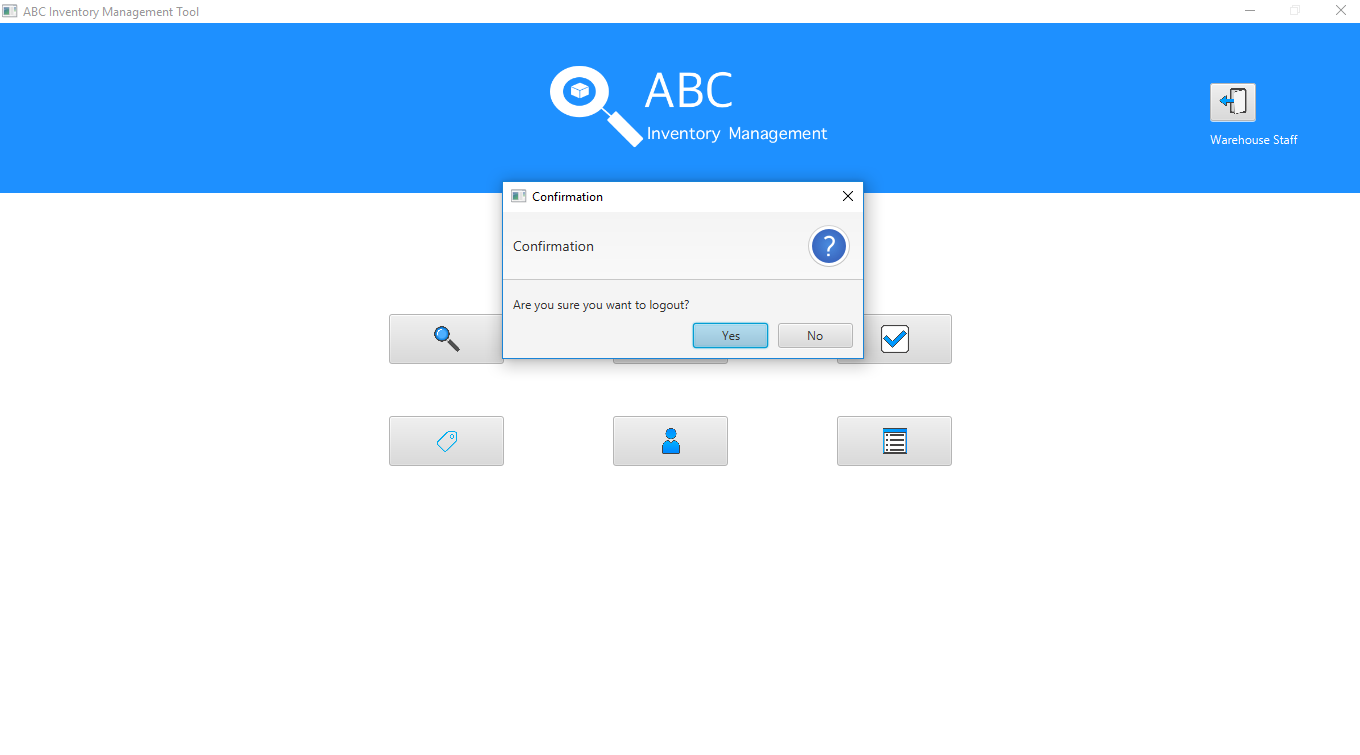 ABC Inventory Management Tool
ABC
Inventory Management
Warehouse Staff
Confirmation
Confirmation
?
Are you sure you want to logout?
Yes
No